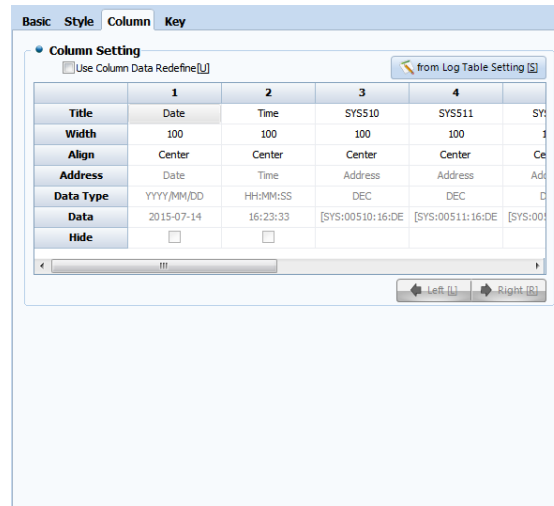 Basic Style Column Key
Column Setting
Use Column Data Redefine[U] from Log Table Setting [S]
1 2 3 4
Title Date Time SYS510 SYS511
Width 100 100 100 100
Align Center Center Center Center
Address Date Time Address Address
Data Type YYYY/MM/DD HH:MM:SS DEC DEC
Data 2015-07-14 16:23:33 [SYS:00510:16:DE [SYS:00511:16:DE [SYS:005
Hide
Left [L] Right [R]